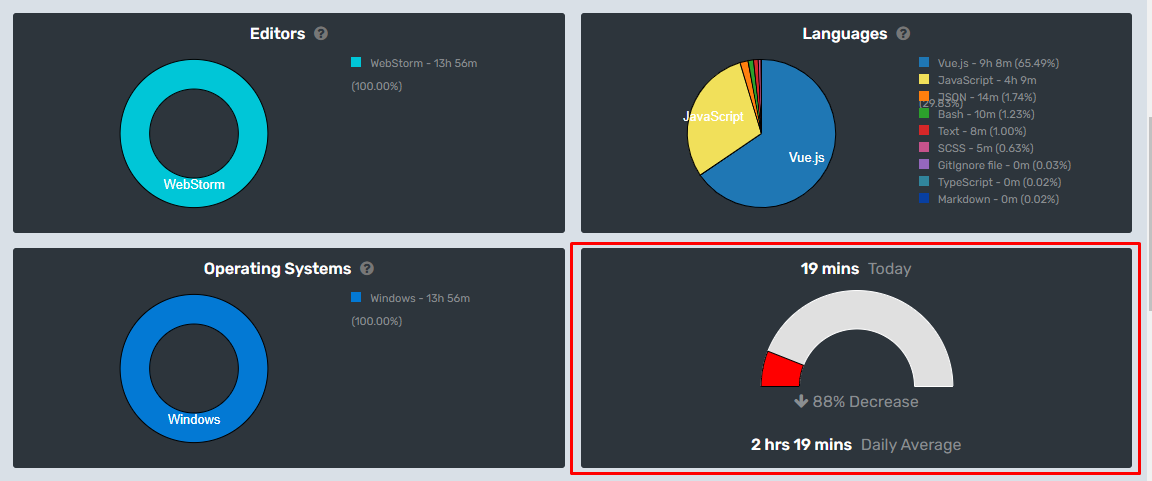 Editors ?
WebStorm - 13h 56m
(100.00%)
WebStorm
Languages ?
Vue.js - 9h 8m (65.49%)
JavaScript - 4h 9m
(29.83%)
JSON - 14m (1.74%)
Bash - 10m (1.23%)
Text - 8m (1.00%)
SCSS - 5m (0.63%)
GitIgnore file - 0m (0.03%)
TypeScript - 0m (0.02%)
Markdown - 0m (0.02%)
JavaScript
Vue.js
Operating Systems ?
Windows - 13h 56m
(100.00%)
Windows
19 mins Today
88% Decrease
2 hrs 19 mins Daily Average